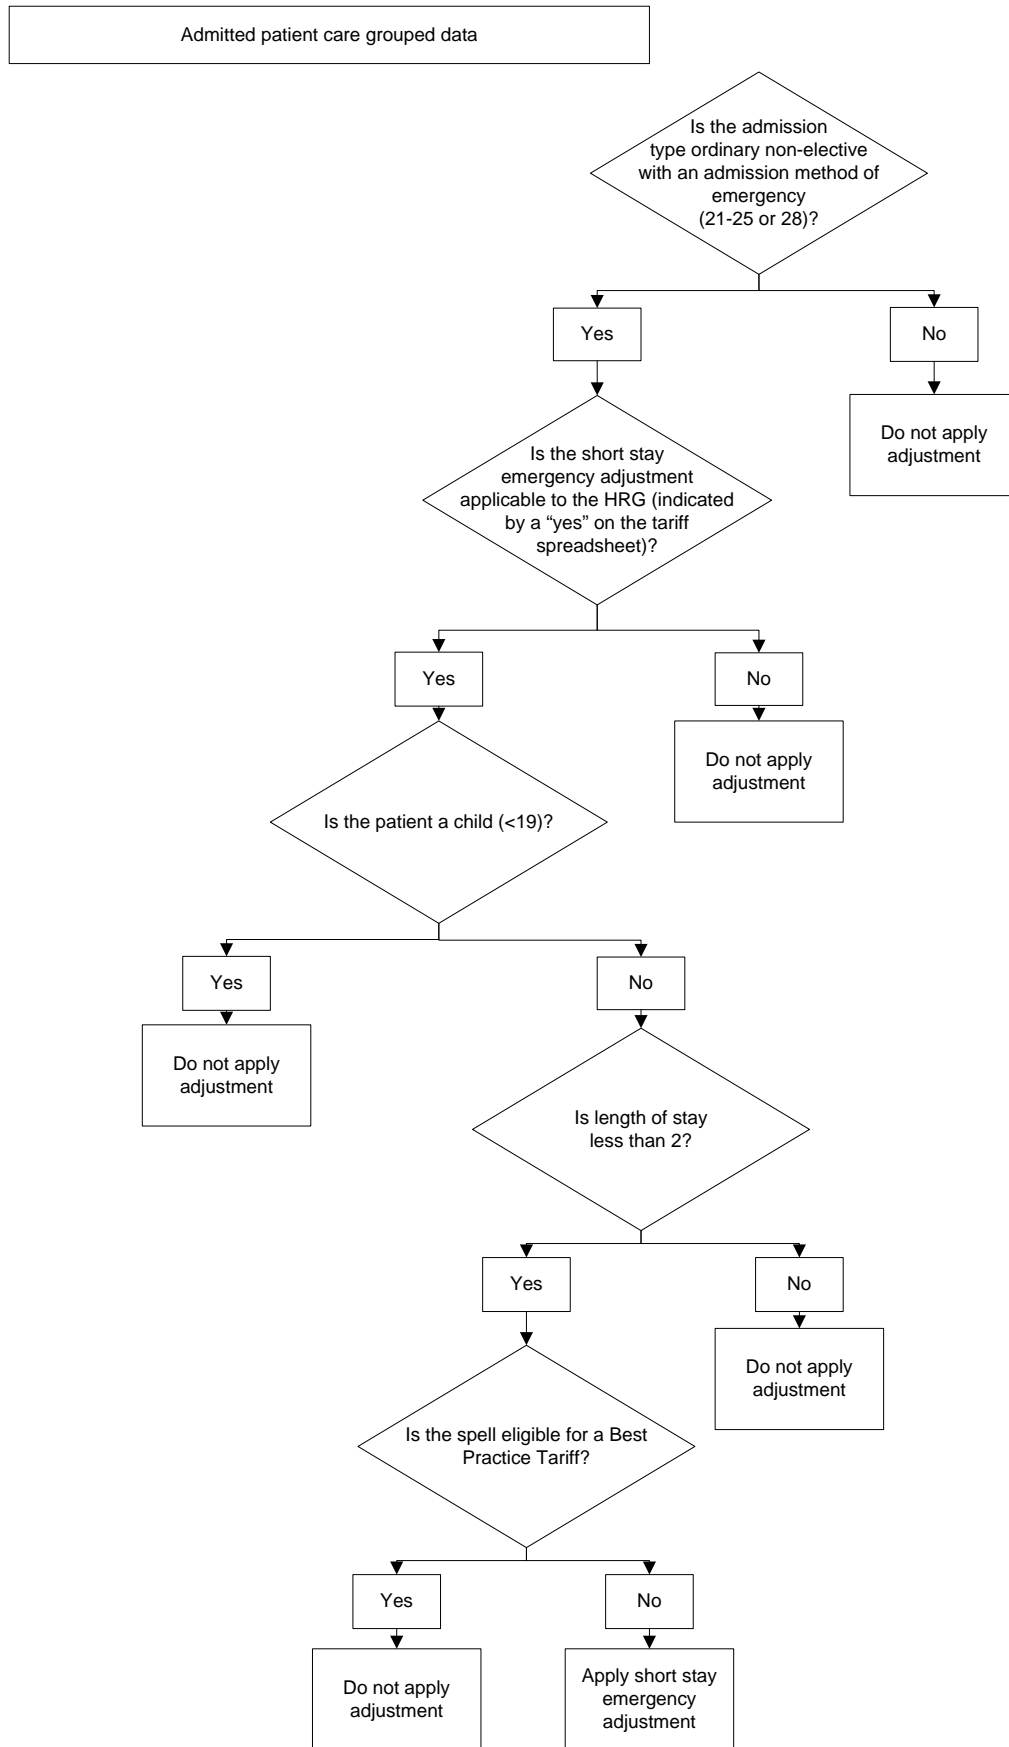 Admitted patient care grouped data
Is the admission
type ordinary non-elective
with an admission method of
emergency
(21-25 or 28)?
Yes
No
Do not apply
adjustment
Is the short stay
emergency adjustment
applicable to the HRG (indicated
by a “yes” on the tariff
spreadsheet)?
Yes
No
Do not apply
adjustment
Is the patient a child (<19)?
Yes
No
Do not apply
adjustment
Is length of stay
less than 2?
Yes
No
Do not apply
adjustment
Is the spell eligible for a Best
Practice Tariff?
Yes
No
Do not apply
adjustment
Apply short stay
emergency
adjustment